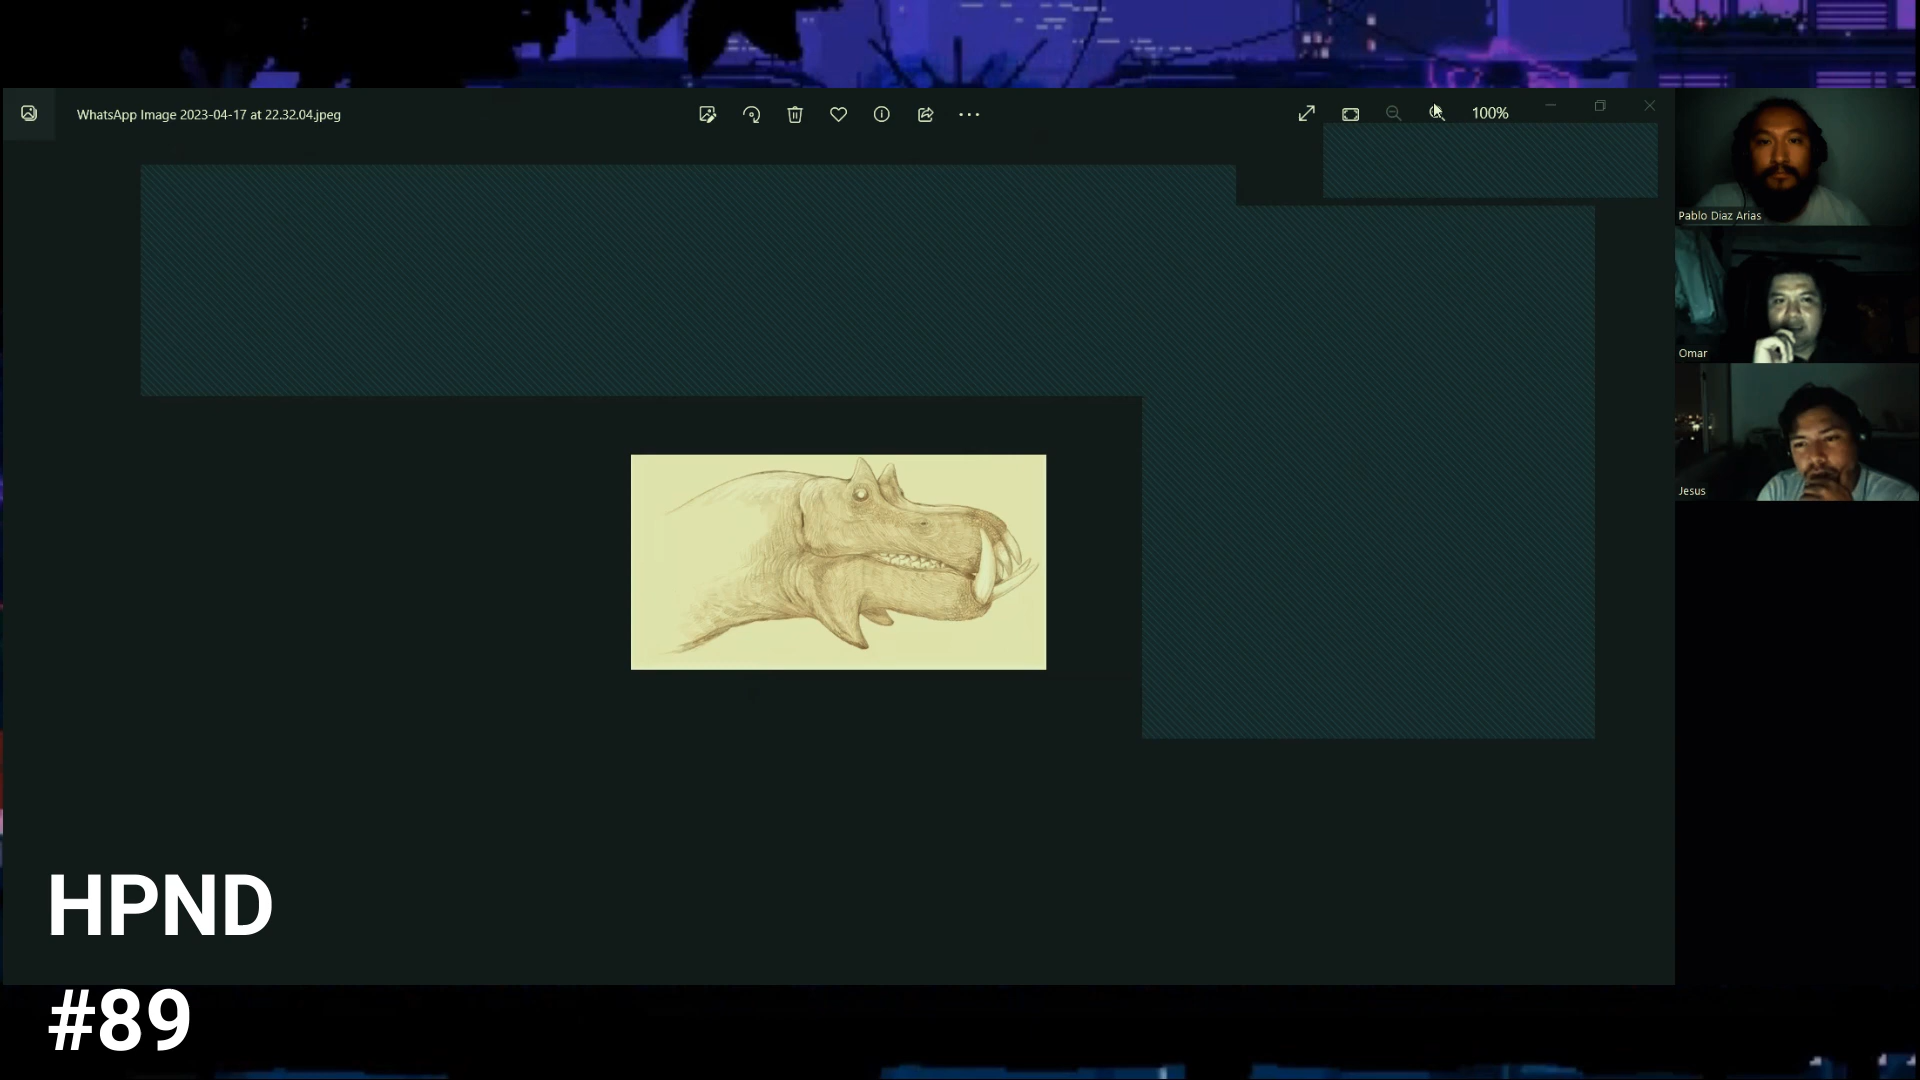 WhatsApp Image 2023-04-17 at 22.32.04.jpeg
100%
Pablo Diaz Arias
Omar
Jesus
HPND
#89